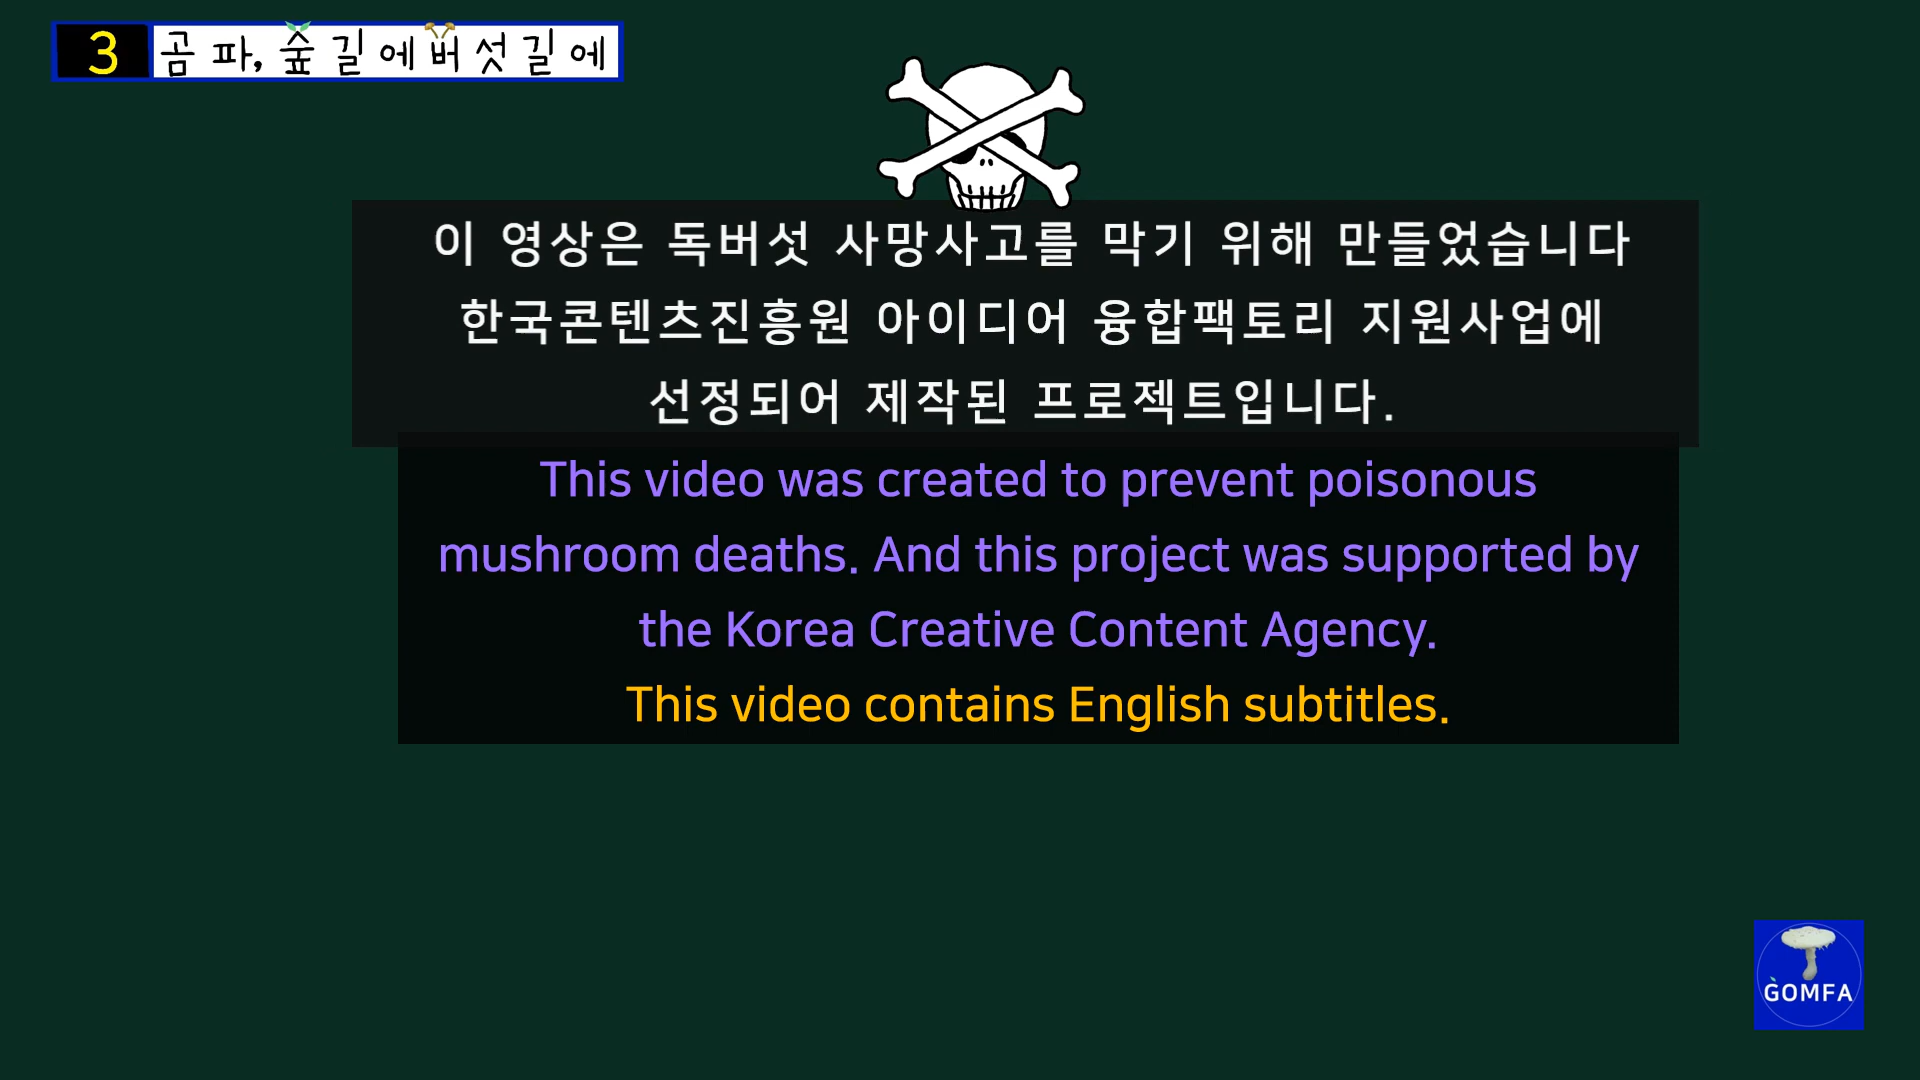 3 곰파, 숲길에버섯길에
이 영상은 독버섯 사망사고를 막기 위해 만들었습니다
한국콘텐츠진흥원 아이디어 융합팩토리 지원사업에
선정되어 제작된 프로젝트입니다.
This video was created to prevent poisonous
mushroom deaths. And this project was supported by
the Korea Creative Content Agency.
This video contains English subtitles.
GOMFA